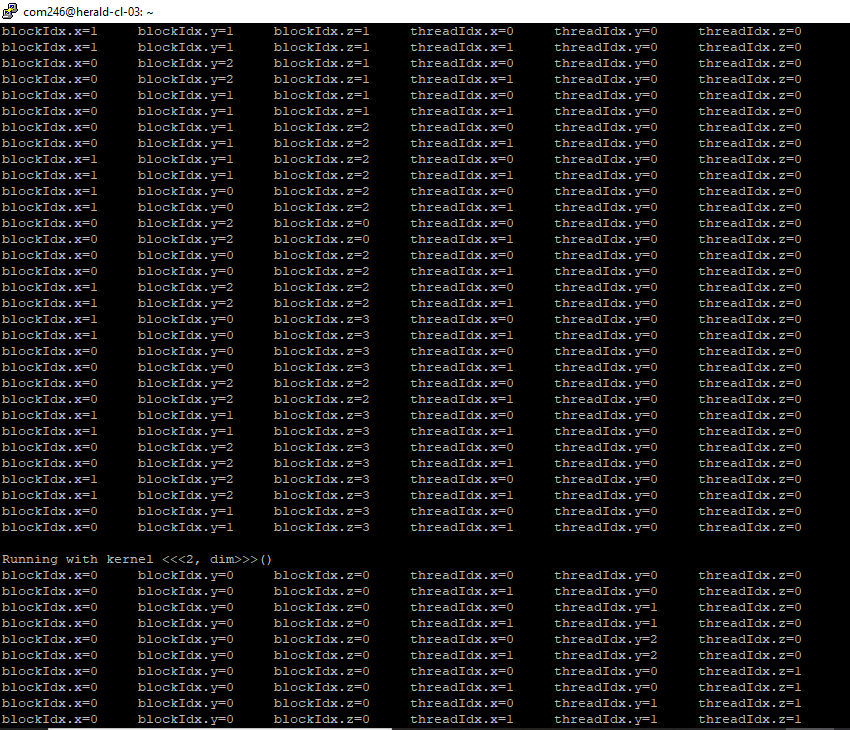 com246@herald-cl-03: ~
blockIdx.x=1 blockIdx.y=1 blockIdx.z=1 threadIdx.x=0 threadIdx.y=0 threadIdx.z=0
blockIdx.x=1 blockIdx.y=1 blockIdx.z=1 threadIdx.x=1 threadIdx.y=0 threadIdx.z=0
blockIdx.x=0 blockIdx.y=2 blockIdx.z=1 threadIdx.x=0 threadIdx.y=0 threadIdx.z=0
blockIdx.x=0 blockIdx.y=2 blockIdx.z=1 threadIdx.x=1 threadIdx.y=0 threadIdx.z=0
blockIdx.x=0 blockIdx.y=1 blockIdx.z=1 threadIdx.x=0 threadIdx.y=0 threadIdx.z=0
blockIdx.x=0 blockIdx.y=1 blockIdx.z=1 threadIdx.x=1 threadIdx.y=0 threadIdx.z=0
blockIdx.x=0 blockIdx.y=1 blockIdx.z=2 threadIdx.x=0 threadIdx.y=0 threadIdx.z=0
blockIdx.x=0 blockIdx.y=1 blockIdx.z=2 threadIdx.x=1 threadIdx.y=0 threadIdx.z=0
blockIdx.x=1 blockIdx.y=1 blockIdx.z=2 threadIdx.x=0 threadIdx.y=0 threadIdx.z=0
blockIdx.x=1 blockIdx.y=1 blockIdx.z=2 threadIdx.x=1 threadIdx.y=0 threadIdx.z=0
blockIdx.x=1 blockIdx.y=0 blockIdx.z=2 threadIdx.x=0 threadIdx.y=0 threadIdx.z=0
blockIdx.x=1 blockIdx.y=0 blockIdx.z=2 threadIdx.x=1 threadIdx.y=0 threadIdx.z=0
blockIdx.x=0 blockIdx.y=2 blockIdx.z=0 threadIdx.x=0 threadIdx.y=0 threadIdx.z=0
blockIdx.x=0 blockIdx.y=2 blockIdx.z=0 threadIdx.x=1 threadIdx.y=0 threadIdx.z=0
blockIdx.x=0 blockIdx.y=0 blockIdx.z=2 threadIdx.x=0 threadIdx.y=0 threadIdx.z=0
blockIdx.x=0 blockIdx.y=0 blockIdx.z=2 threadIdx.x=1 threadIdx.y=0 threadIdx.z=0
blockIdx.x=1 blockIdx.y=2 blockIdx.z=2 threadIdx.x=0 threadIdx.y=0 threadIdx.z=0
blockIdx.x=1 blockIdx.y=2 blockIdx.z=2 threadIdx.x=1 threadIdx.y=0 threadIdx.z=0
blockIdx.x=1 blockIdx.y=0 blockIdx.z=3 threadIdx.x=0 threadIdx.y=0 threadIdx.z=0
blockIdx.x=1 blockIdx.y=0 blockIdx.z=3 threadIdx.x=1 threadIdx.y=0 threadIdx.z=0
blockIdx.x=0 blockIdx.y=0 blockIdx.z=3 threadIdx.x=0 threadIdx.y=0 threadIdx.z=0
blockIdx.x=0 blockIdx.y=0 blockIdx.z=3 threadIdx.x=1 threadIdx.y=0 threadIdx.z=0
blockIdx.x=0 blockIdx.y=2 blockIdx.z=2 threadIdx.x=0 threadIdx.y=0 threadIdx.z=0
blockIdx.x=0 blockIdx.y=2 blockIdx.z=2 threadIdx.x=1 threadIdx.y=0 threadIdx.z=0
blockIdx.x=1 blockIdx.y=1 blockIdx.z=3 threadIdx.x=0 threadIdx.y=0 threadIdx.z=0
blockIdx.x=1 blockIdx.y=1 blockIdx.z=3 threadIdx.x=1 threadIdx.y=0 threadIdx.z=0
blockIdx.x=0 blockIdx.y=2 blockIdx.z=3 threadIdx.x=0 threadIdx.y=0 threadIdx.z=0
blockIdx.x=0 blockIdx.y=2 blockIdx.z=3 threadIdx.x=1 threadIdx.y=0 threadIdx.z=0
blockIdx.x=1 blockIdx.y=2 blockIdx.z=3 threadIdx.x=0 threadIdx.y=0 threadIdx.z=0
blockIdx.x=1 blockIdx.y=2 blockIdx.z=3 threadIdx.x=1 threadIdx.y=0 threadIdx.z=0
blockIdx.x=0 blockIdx.y=1 blockIdx.z=3 threadIdx.x=0 threadIdx.y=0 threadIdx.z=0
blockIdx.x=0 blockIdx.y=1 blockIdx.z=3 threadIdx.x=1 threadIdx.y=0 threadIdx.z=0
Running with kernel <<<2, dim>>>()
blockIdx.x=0 blockIdx.y=0 blockIdx.z=0 threadIdx.x=0 threadIdx.y=0 threadIdx.z=0
blockIdx.x=0 blockIdx.y=0 blockIdx.z=0 threadIdx.x=1 threadIdx.y=0 threadIdx.z=0
blockIdx.x=0 blockIdx.y=0 blockIdx.z=0 threadIdx.x=0 threadIdx.y=1 threadIdx.z=0
blockIdx.x=0 blockIdx.y=0 blockIdx.z=0 threadIdx.x=1 threadIdx.y=1 threadIdx.z=0
blockIdx.x=0 blockIdx.y=0 blockIdx.z=0 threadIdx.x=0 threadIdx.y=2 threadIdx.z=0
blockIdx.x=0 blockIdx.y=0 blockIdx.z=0 threadIdx.x=1 threadIdx.y=2 threadIdx.z=0
blockIdx.x=0 blockIdx.y=0 blockIdx.z=0 threadIdx.x=0 threadIdx.y=0 threadIdx.z=1
blockIdx.x=0 blockIdx.y=0 blockIdx.z=0 threadIdx.x=1 threadIdx.y=0 threadIdx.z=1
blockIdx.x=0 blockIdx.y=0 blockIdx.z=0 threadIdx.x=0 threadIdx.y=1 threadIdx.z=1
blockIdx.x=0 blockIdx.y=0 blockIdx.z=0 threadIdx.x=1 threadIdx.y=1 threadIdx.z=1